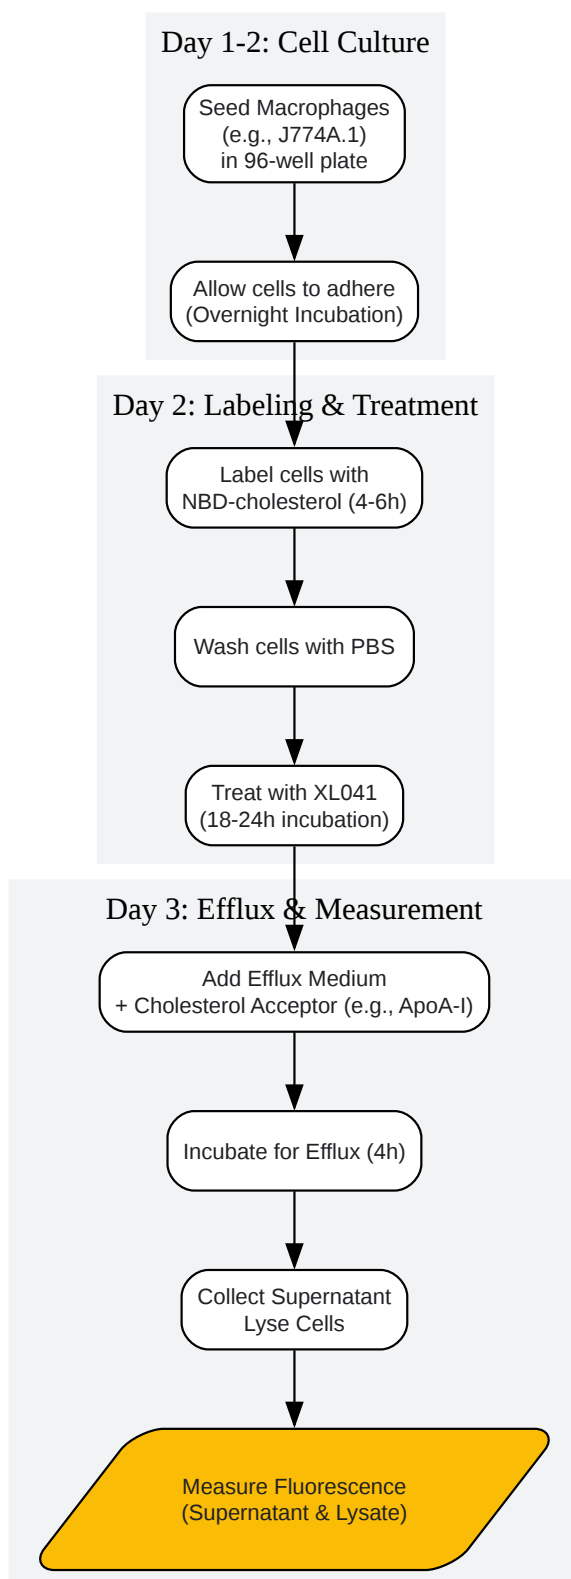 Day 1-2: Cell Culture
Seed Macrophages
(e.g., J774A.1)
in 96-well plate
Allow cells to adhere
(Overnight Incubation)
Day 2: Labeling & Treatment
Label cells with
NBD-cholesterol (4-6h)
Wash cells with PBS
Treat with XL041
(18-24h incubation)
Day 3: Efflux & Measurement
Add Efflux Medium
+ Cholesterol Acceptor (e.g., ApoA-I)
Incubate for Efflux (4h)
Collect Supernatant
Lyse Cells
Measure Fluorescence
(Supernatant & Lysate)